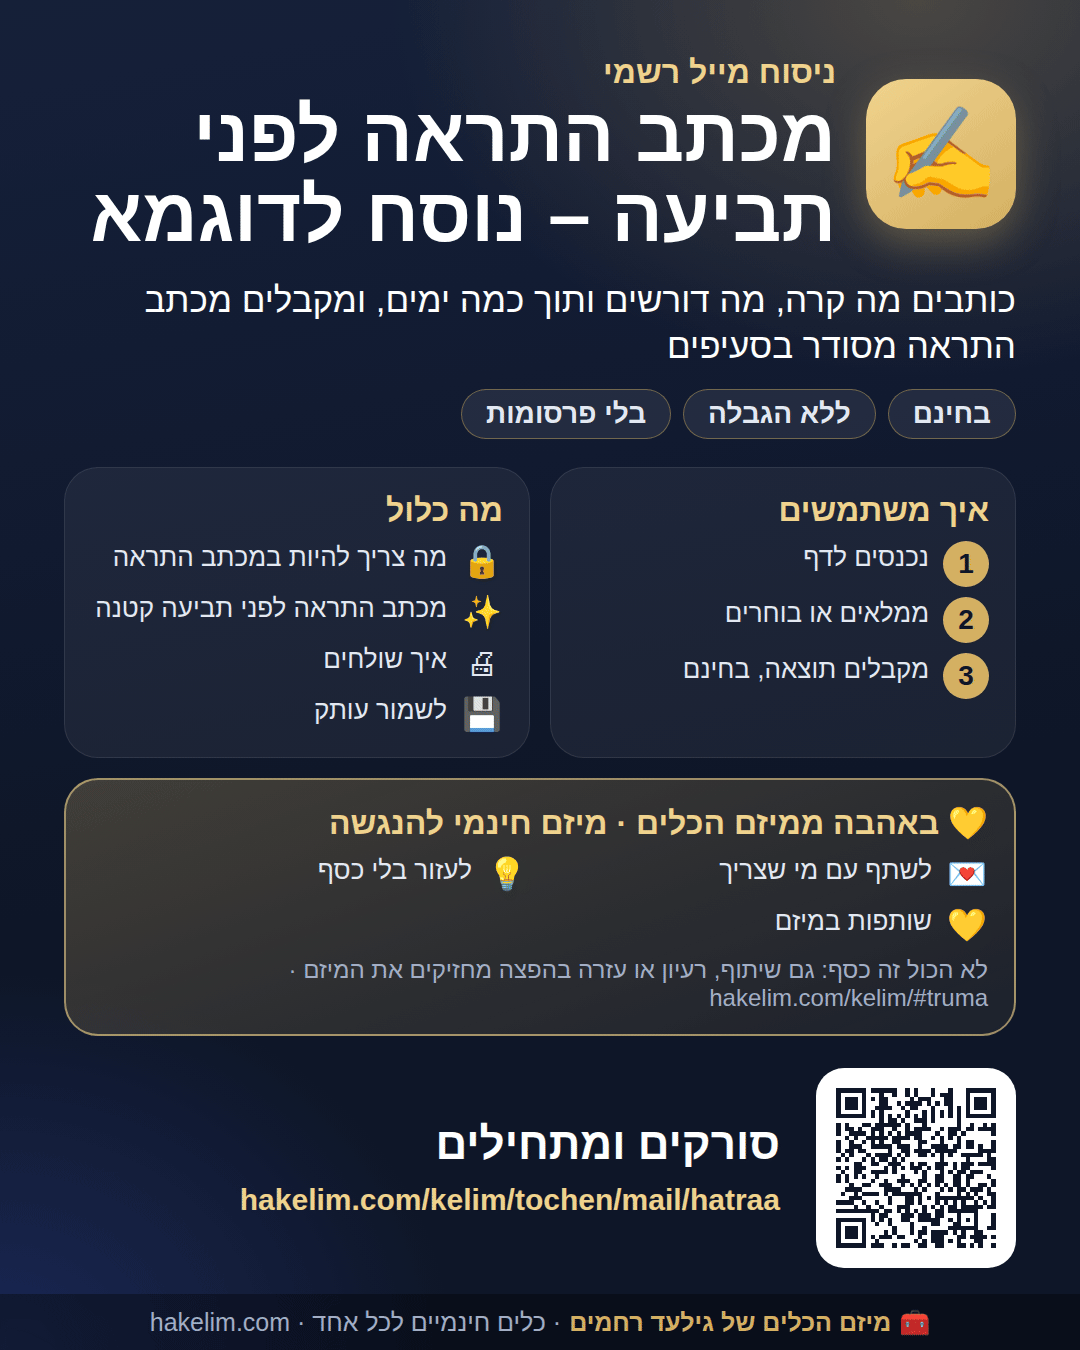 ניסוח מייל רשמי
מכתב התראה לפני
תביעה – נוסח לדוגמא
כותבים מה קרה, מה דורשים ותוך כמה ימים, ומקבלים מכתב
התראה מסודר בסעיפים
בחינם
ללא הגבלה
בלי פרסומות
איך משתמשים
1 נכנסים לדף
2 ממלאים או בוחרים
3 מקבלים תוצאה, בחינם
מה כלול
🔒 מה צריך להיות במכתב התראה
✨ מכתב התראה לפני תביעה קטנה
🖨 איך שולחים
💾 לשמור עותק
💛 באהבה ממיזם הכלים · מיזם חינמי להנגשה
💌 לשתף עם מי שצריך
💡 לעזור בלי כסף
💛 שותפות במיזם
לא הכול זה כסף: גם שיתוף, רעיון או עזרה בהפצה מחזיקים את המיזם ·
hakelim.com/kelim/#truma
סורקים ומתחילים
hakelim.com/kelim/tochen/mail/hatraa
🧰 מיזם הכלים של גילעד רחמים · כלים חינמיים לכל אחד · hakelim.com